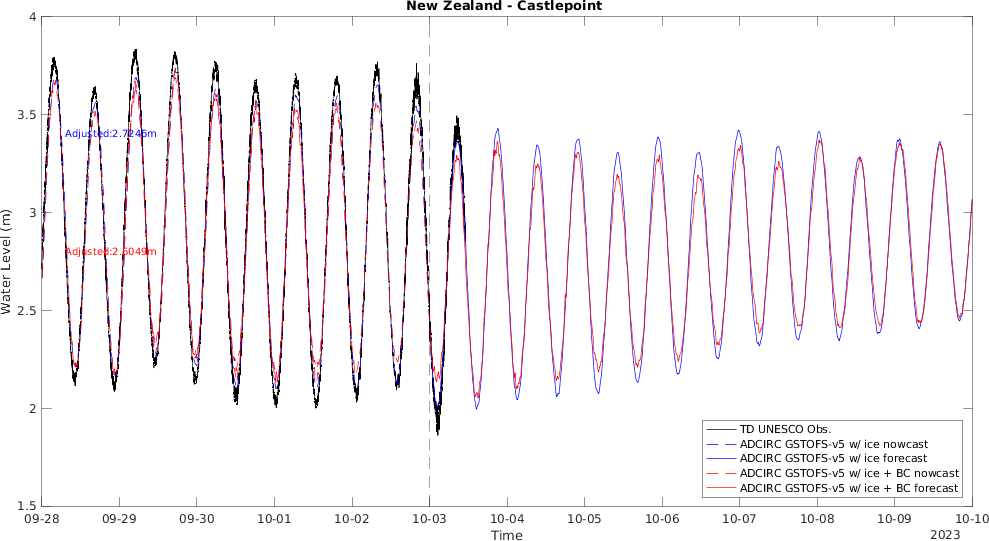 New Zealand - Castlepoint
4
3.5
3
2.5
2
1.5
Water Level (m)
Adjusted:2.7246m
Adjusted:2.6049m
TD UNESCO Obs.
ADCIRC GSTOFS-v5 w/ ice nowcast
ADCIRC GSTOFS-v5 w/ ice forecast
ADCIRC GSTOFS-v5 w/ ice + BC nowcast
ADCIRC GSTOFS-v5 w/ ice + BC forecast
09-28 09-29 09-30 10-01 10-02 10-03 10-04 10-05 10-06 10-07 10-08 10-09 10-10
Time
2023